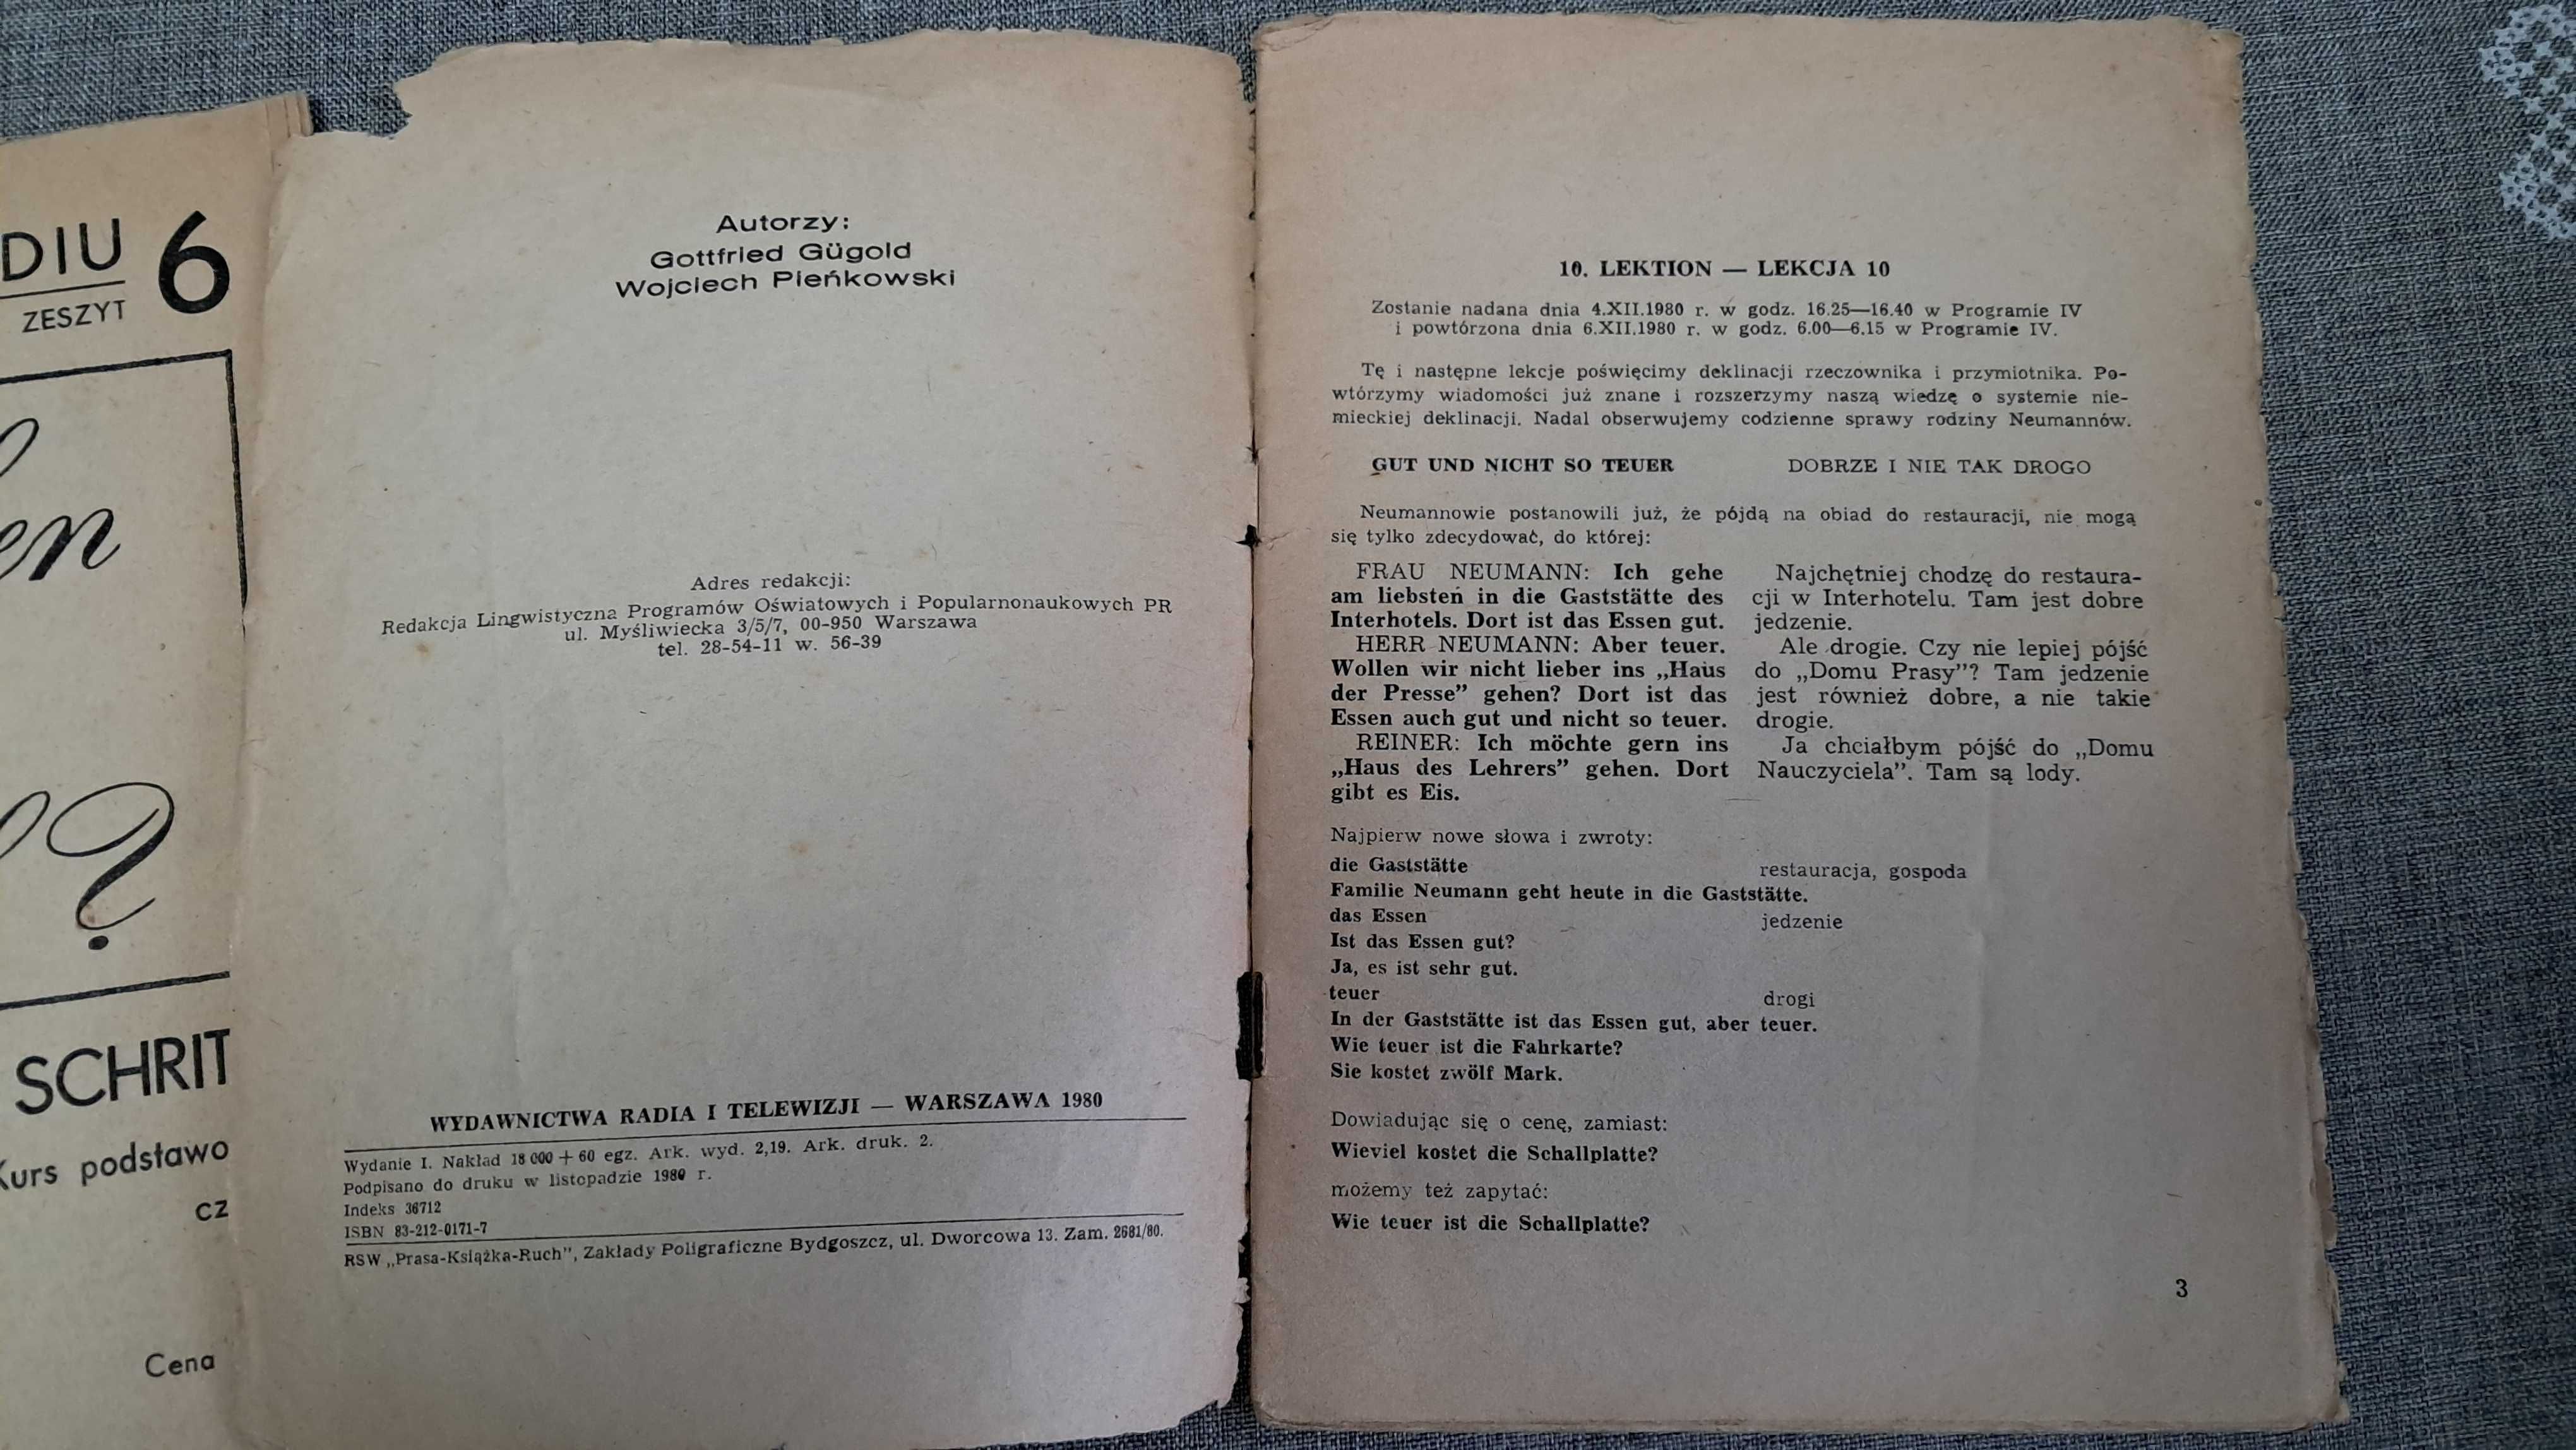 DIU 6
ZESZYT
en
?
SCHRIT
Kurs podstawo
cz
Cena
Autorzy:
Gottfried Gügold
Wojciech Pieńkowski
Adres redakcji:
Redakcja Lingwistyczna Programów Oświatowych i Popularnonaukowych PR
ul. Myśliwiecka 3/5/7, 00-950 Warszawa
tel. 28-54-11 w. 56-39
WYDAWNICTWA RADIA I TELEWIZJI — WARSZAWA 1980
Wydanie I. Nakład 18 000 + 60 egz. Ark. wyd. 2,19. Ark. druk. 2.
Podpisano do druku w listopadzie 1980 r.
Indeks 36712
ISBN 83-212-0171-7
RSW „Prasa-Książka-Ruch”, Zakłady Poligraficzne Bydgoszcz, ul. Dworcowa 13. Zam. 2681/80.
10. LEKTION — LEKCJA 10
Zostanie nadana dnia 4.XII.1980 r. w godz. 16.25—16.40 w Programie IV
i powtórzona dnia 6.XII.1980 r. w godz. 6.00—6.15 w Programie IV.
Tę i następne lekcje poświęcimy deklinacji rzeczownika i przymiotnika. Po-
wtórzymy wiadomości już znane i rozszerzymy naszą wiedzę o systemie nie-
mieckiej deklinacji. Nadal obserwujemy codzienne sprawy rodziny Neumannów.
GUT UND NICHT SO TEUER
DOBRZE I NIE TAK DROGO
Neumannowie postanowili już, że pójdą na obiad do restauracji, nie mogą
się tylko zdecydować, do której:
FRAU NEUMANN: Ich gehe
am liebsten in die Gaststätte des
Interhotels. Dort ist das Essen gut.
HERR NEUMANN: Aber teuer.
Wollen wir nicht lieber ins „Haus
der Presse” gehen? Dort ist das
Essen auch gut und nicht so teuer.
REINER: Ich möchte gern ins
„Haus des Lehrers” gehen. Dort
gibt es Eis.
Najchętniej chodzę do restaura-
cji w Interhotelu. Tam jest dobre
jedzenie.
Ale drogie. Czy nie lepiej pójść
do „Domu Prasy”? Tam jedzenie
jest również dobre, a nie takie
drogie.
Ja chciałbym pójść do „Domu
Nauczyciela”. Tam są lody.
Najpierw nowe słowa i zwroty:
die Gaststätte restauracja, gospoda
Familie Neumann geht heute in die Gaststätte.
das Essen jedzenie
Ist das Essen gut?
Ja, es ist sehr gut.
teuer drogi
In der Gaststätte ist das Essen gut, aber teuer.
Wie teuer ist die Fahrkarte?
Sie kostet zwölf Mark.
Dowiadując się o cenę, zamiast:
Wieviel kostet die Schallplatte?
możemy też zapytać:
Wie teuer ist die Schallplatte?
3